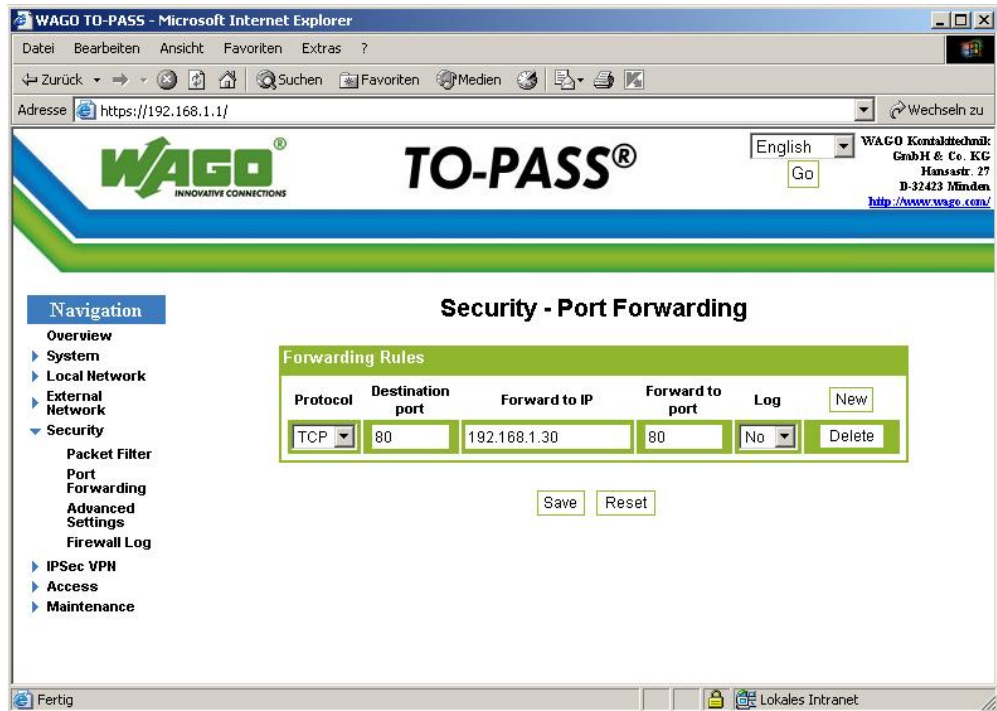 WAGO TO-PASS - Microsoft Internet Explorer
Datei Bearbeiten Ansicht Favoriten Extras ?
Zurück Suchen Favoriten Medien
Adresse https://192.168.1.1/ Wechseln zu
WAGO®
INNOVATIVE CONNECTIONS
TO-PASS®
English
Go
WAGO Kontakttechnik
GmbH & Co. KG
Hansastr. 27
D-32423 Minden
http://www.wago.com/
Navigation
Overview
System
Local Network
External
Network
Security
Packet Filter
Port
Forwarding
Advanced
Settings
Firewall Log
IPSec VPN
Access
Maintenance
Security - Port Forwarding
Forwarding Rules
Protocol Destination port Forward to IP Forward to port Log New
TCP 80 192.168.1.30 80 No Delete
Save Reset
Fertig Lokales Intranet